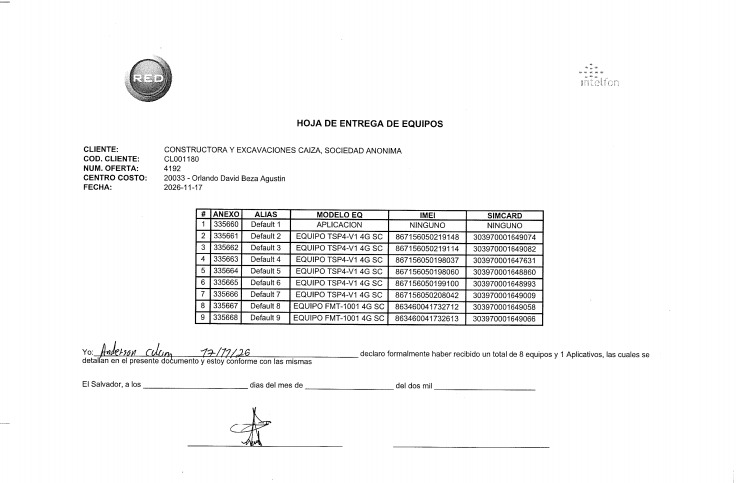 RED
intelfon
HOJA DE ENTREGA DE EQUIPOS
CLIENTE: CONSTRUCTORA Y EXCAVACIONES CAIZA, SOCIEDAD ANONIMA
COD. CLIENTE: CL001180
NUM. OFERTA: 4192
CENTRO COSTO: 20033 - Orlando David Beza Agustin
FECHA: 2026-11-17
# ANEXO ALIAS MODELO EQ IMEI SIMCARD
1 335660 Default 1 APLICACION NINGUNO NINGUNO
2 335661 Default 2 EQUIPO TSP4-V1 4G SC 867156050219148 303970001649074
3 335662 Default 3 EQUIPO TSP4-V1 4G SC 867156050219114 303970001649082
4 335663 Default 4 EQUIPO TSP4-V1 4G SC 867156050198037 303970001647631
5 335664 Default 5 EQUIPO TSP4-V1 4G SC 867156050198060 303970001648860
6 335665 Default 6 EQUIPO TSP4-V1 4G SC 867156050199100 303970001648993
7 335666 Default 7 EQUIPO TSP4-V1 4G SC 867156050208042 303970001649009
8 335667 Default 8 EQUIPO FMT-1001 4G SC 863460041732712 303970001649058
9 335668 Default 9 EQUIPO FMT-1001 4G SC 863460041732613 303970001649066
Yo: Anderson 17/11/26 declaro formalmente haber recibido un total de 8 equipos y 1 Aplicativos, las cuales se
detallan en el presente documento y estoy conforme con las mismas
El Salvador, a los dias del mes de del dos mil